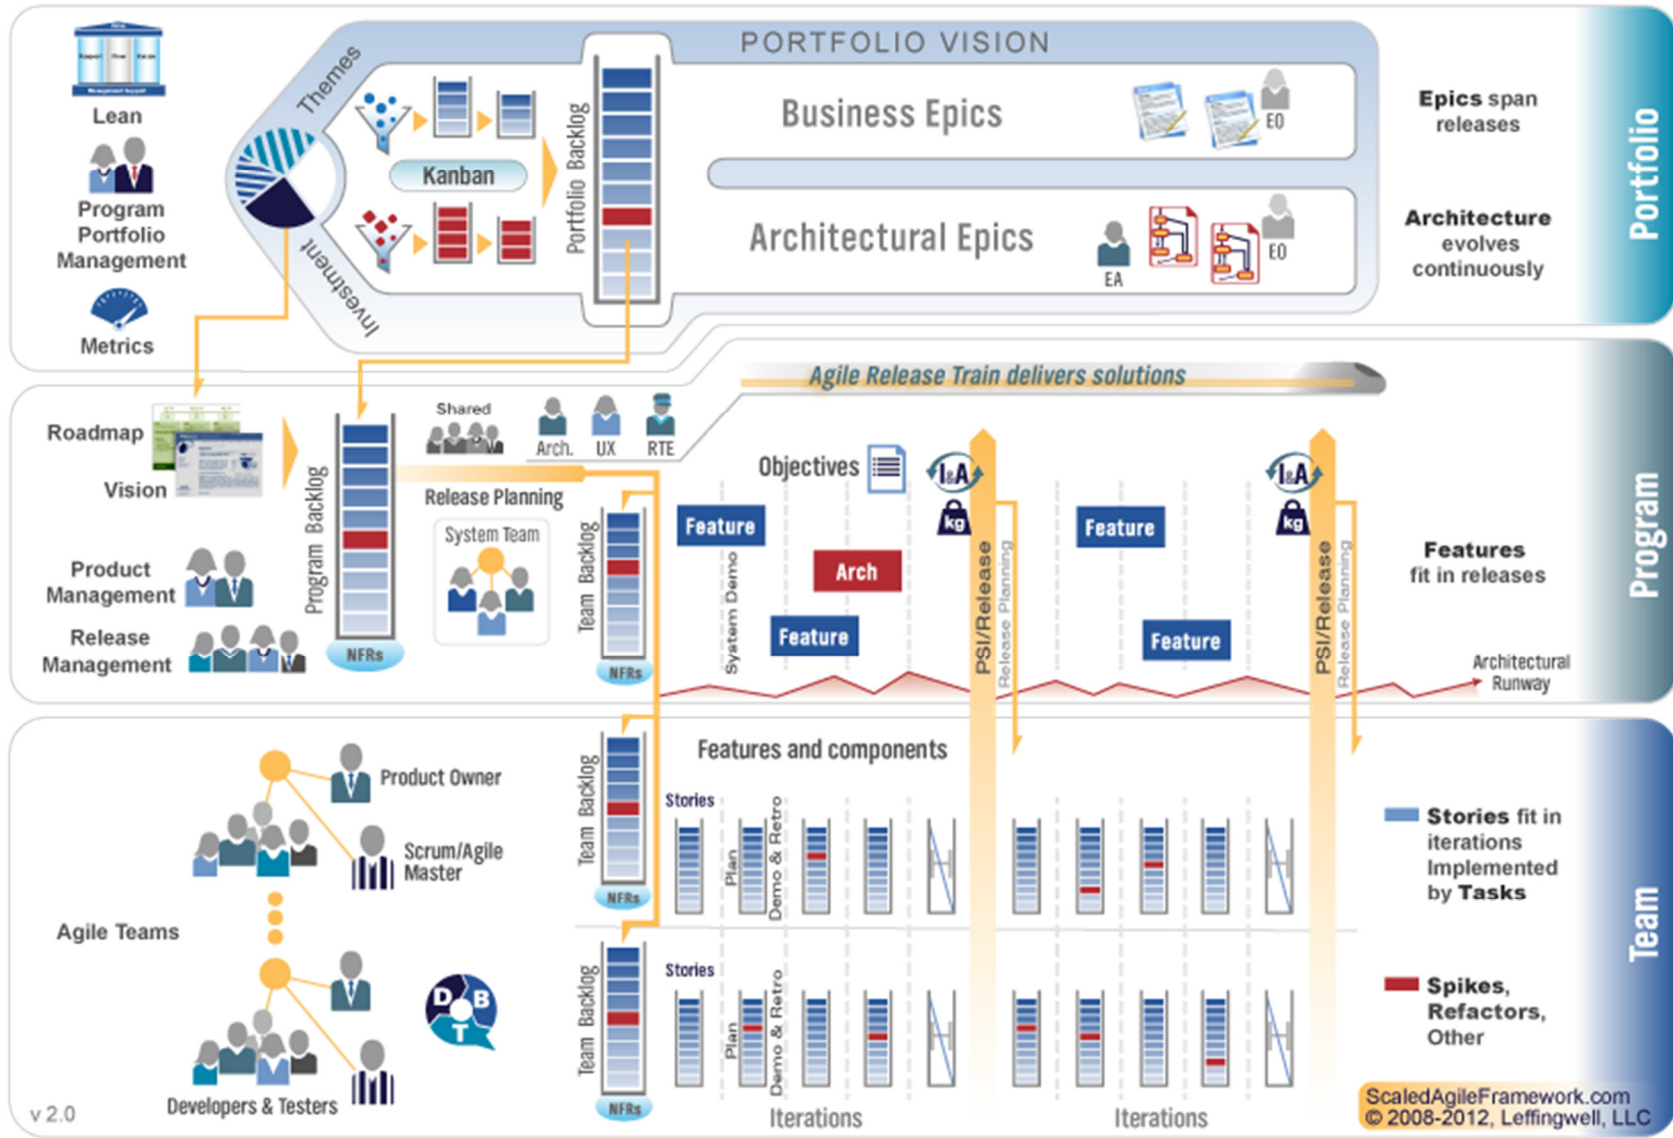 PORTFOLIO VISION
Themes
Investment
Management Support
Lean
Program
Portfolio
Management
Metrics
Kanban
Portfolio Backlog
Business Epics
EO
Architectural Epics
EA
EO
Epics span
releases
Architecture
evolves
continuously
Portfolio
Agile Release Train delivers solutions
Roadmap
Vision
Product
Management
Release
Management
Program Backlog
NFRs
Shared
Arch.
UX
RTE
Release Planning
System Team
Team Backlog
NFRs
Objectives
Feature
System Demo
Arch
Feature
I&A
kg
PSI/Release
Release Planning
Feature
Feature
I&A
kg
PSI/Release
Release Planning
Architectural
Runway
Features
fit in releases
Program
Product Owner
Scrum/Agile
Master
Agile Teams
Developers & Testers
D B
T
Team Backlog
NFRs
Features and components
Stories
Plan
Demo & Retro
H
H
Team Backlog
NFRs
Stories
Plan
Demo & Retro
H
H
Iterations
Iterations
Stories fit in
iterations
Implemented
by Tasks
Spikes,
Refactors,
Other
Team
v 2.0
ScaledAgileFramework.com
© 2008-2012, Leffingwell, LLC